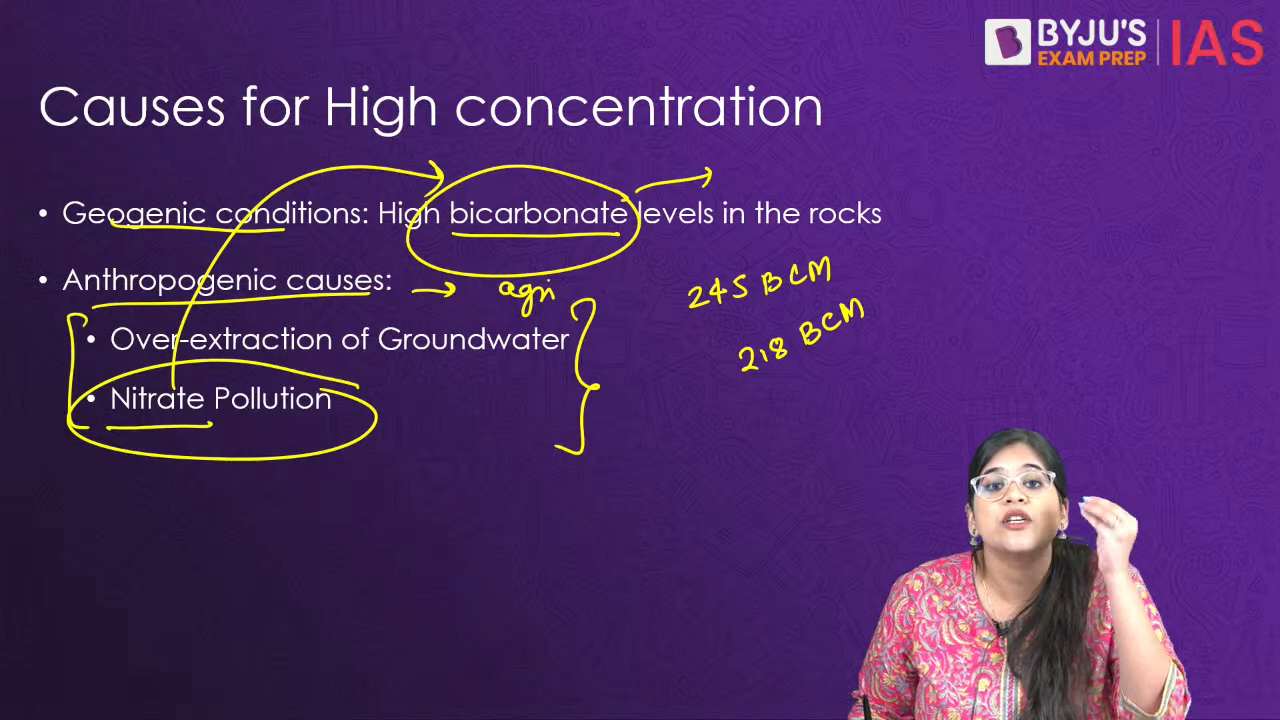 BYJU'S IAS
EXAM PREP
Causes for High concentration
• Geogenic conditions: High bicarbonate levels in the rocks
• Anthropogenic causes: → agri
• Over-extraction of Groundwater
• Nitrate Pollution
245 BCM
218 BCM